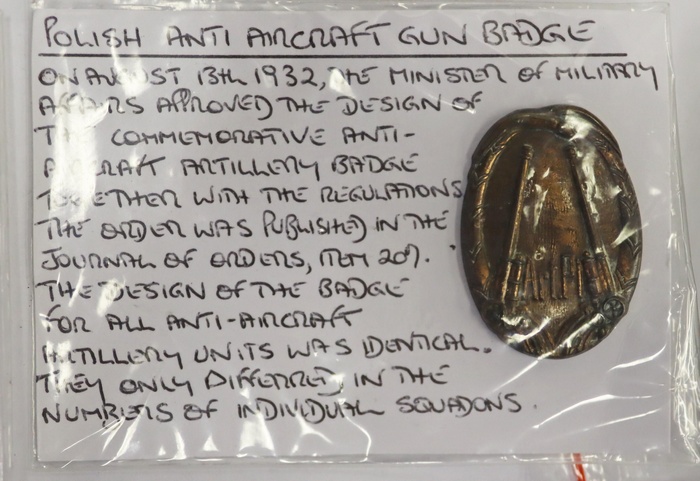 POLISH ANTI AIRCRAFT GUN BADGE
ON AUGUST 13th 1932, THE MINISTER OF MILITARY
AFFAIRS APPROVED THE DESIGN OF
THE COMMEMORATIVE ANTI-
AIRCRAFT ARTILLERY BADGE
TOGETHER WITH THE REGULATIONS
THE ORDER WAS PUBLISHED IN THE
JOURNAL OF ORDERS, ITEM
THE DESIGN OF THE BADGE
FOR ALL ANTI-AIRCRAFT
ARTILLERY UNITS WAS IDENTICAL.
THEY ONLY DIFFERRED, IN THE
NUMBERS OF INDIVIDUAL SQUADONS.